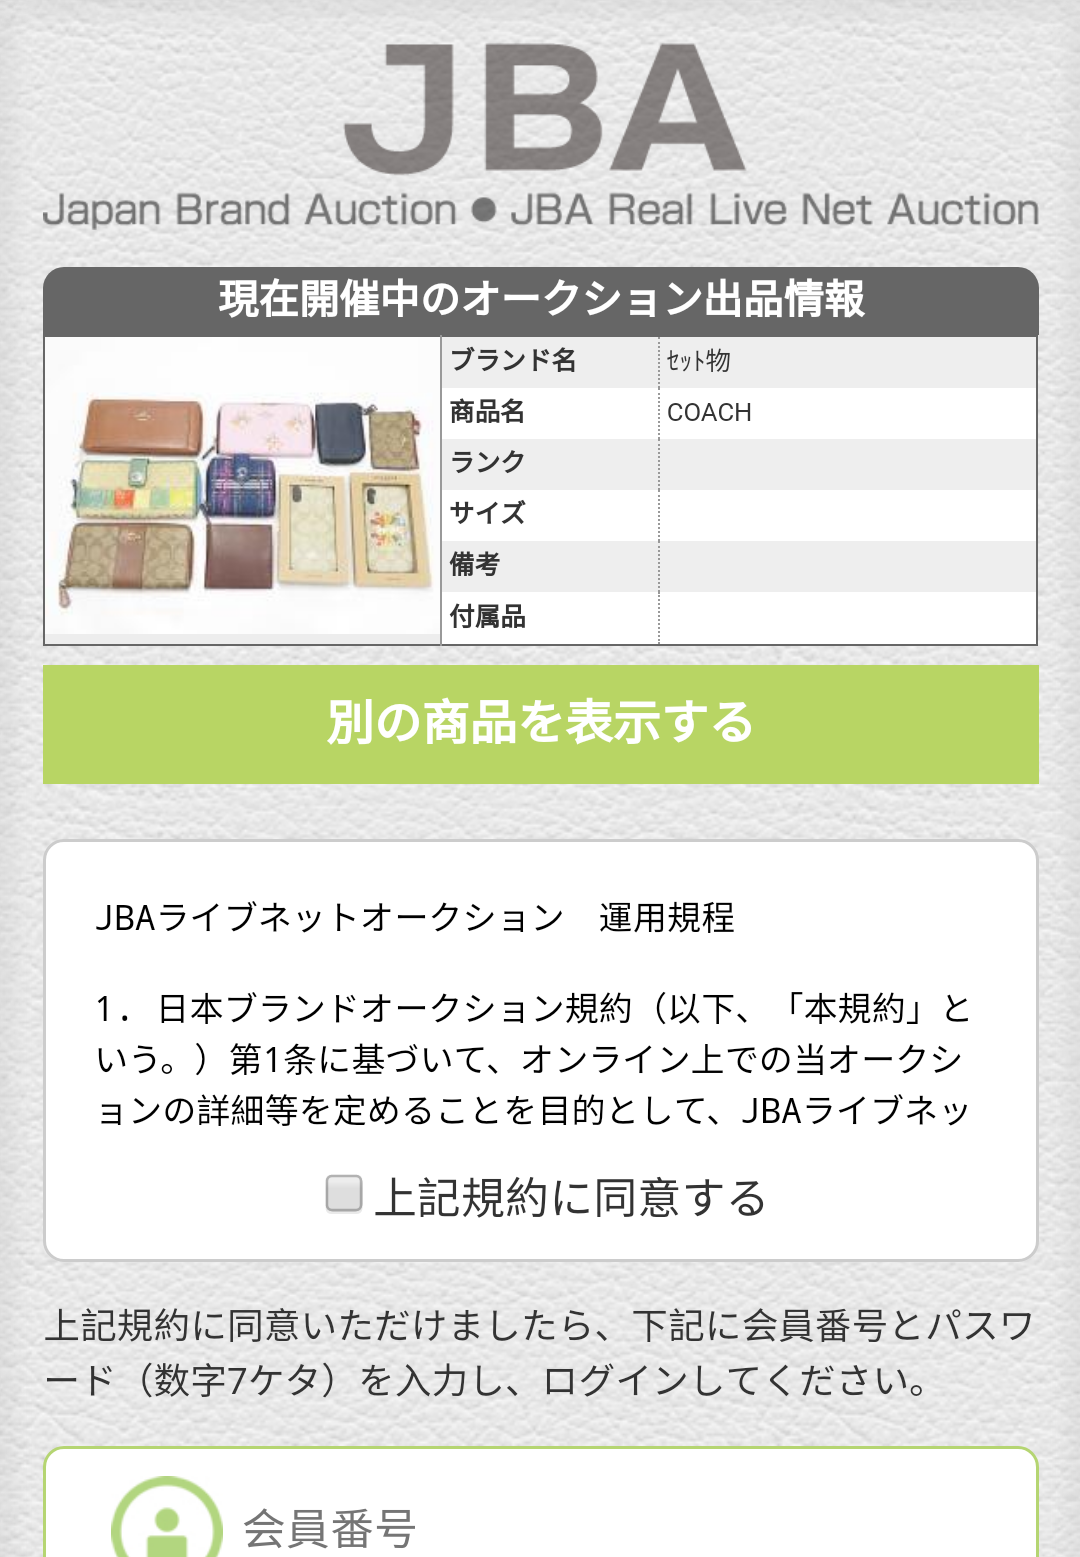 JBA
Japan Brand Auction ● JBA Real Live Net Auction
現在開催中のオークション出品情報
ブランド名 ｾｯﾄ物
商品名 COACH
ランク
サイズ
備考
付属品
別の商品を表示する
JBAライブネットオークション　運用規程
1．日本ブランドオークション規約（以下、「本規約」と
いう。）第1条に基づいて、オンライン上での当オークシ
ョンの詳細等を定めることを目的として、JBAライブネッ
上記規約に同意する
上記規約に同意いただけましたら、下記に会員番号とパスワ
ード（数字7ケタ）を入力し、ログインしてください。
会員番号